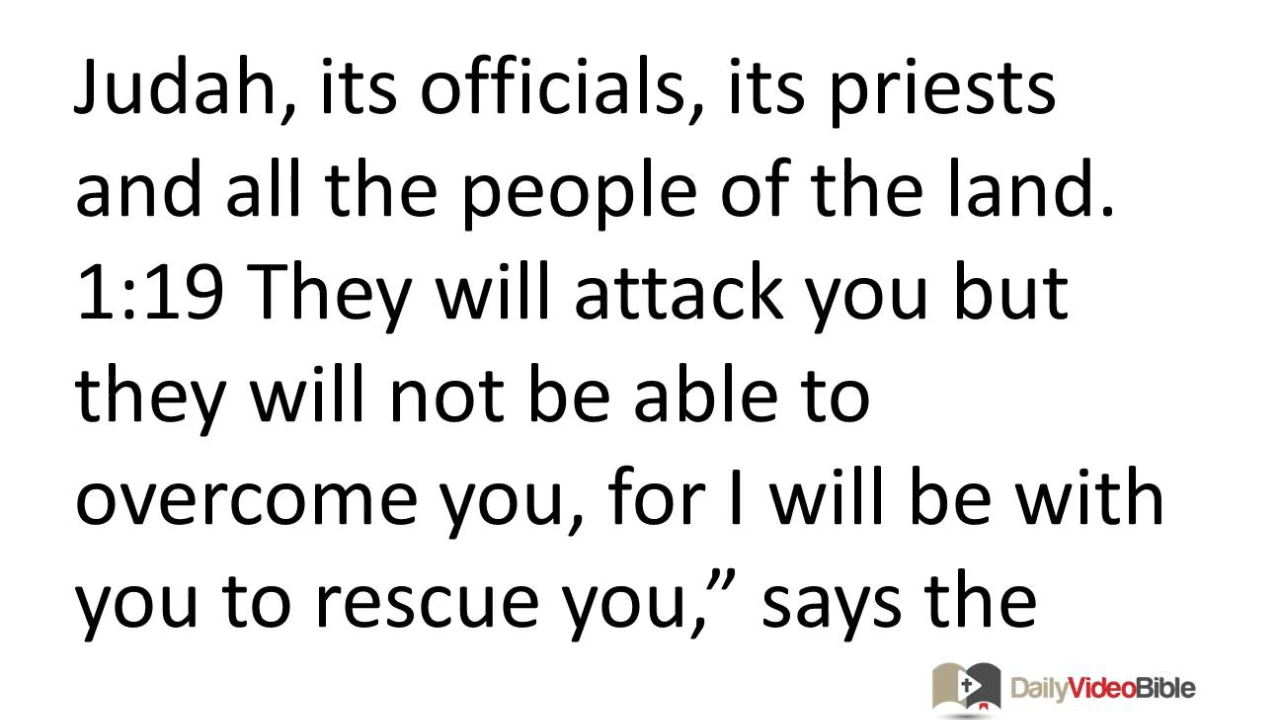 Judah, its officials, its priests
and all the people of the land.
1:19 They will attack you but
they will not be able to
overcome you, for I will be with
you to rescue you,” says the
DailyVideoBible